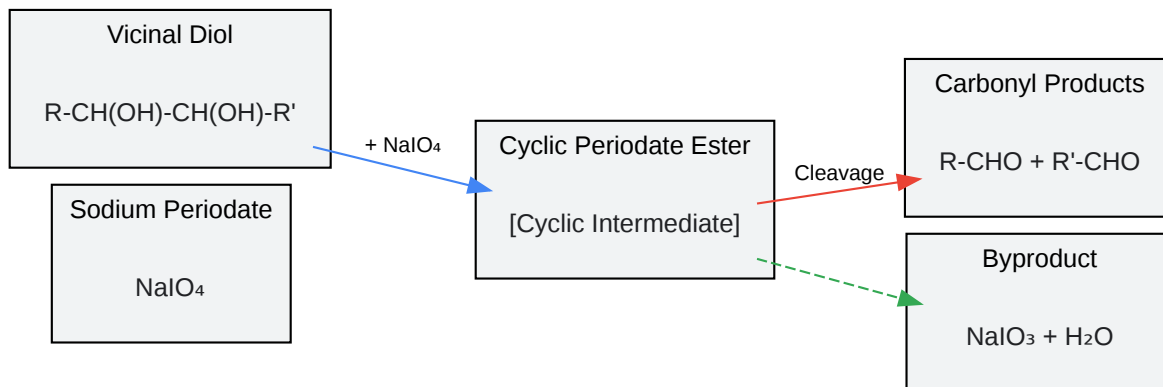 Vicinal Diol
R-CH(OH)-CH(OH)-R'
Sodium Periodate
NaIO₄
+ NaIO₄
Cyclic Periodate Ester
[Cyclic Intermediate]
Cleavage
Carbonyl Products
R-CHO + R'-CHO
Byproduct
NaIO₃ + H₂O